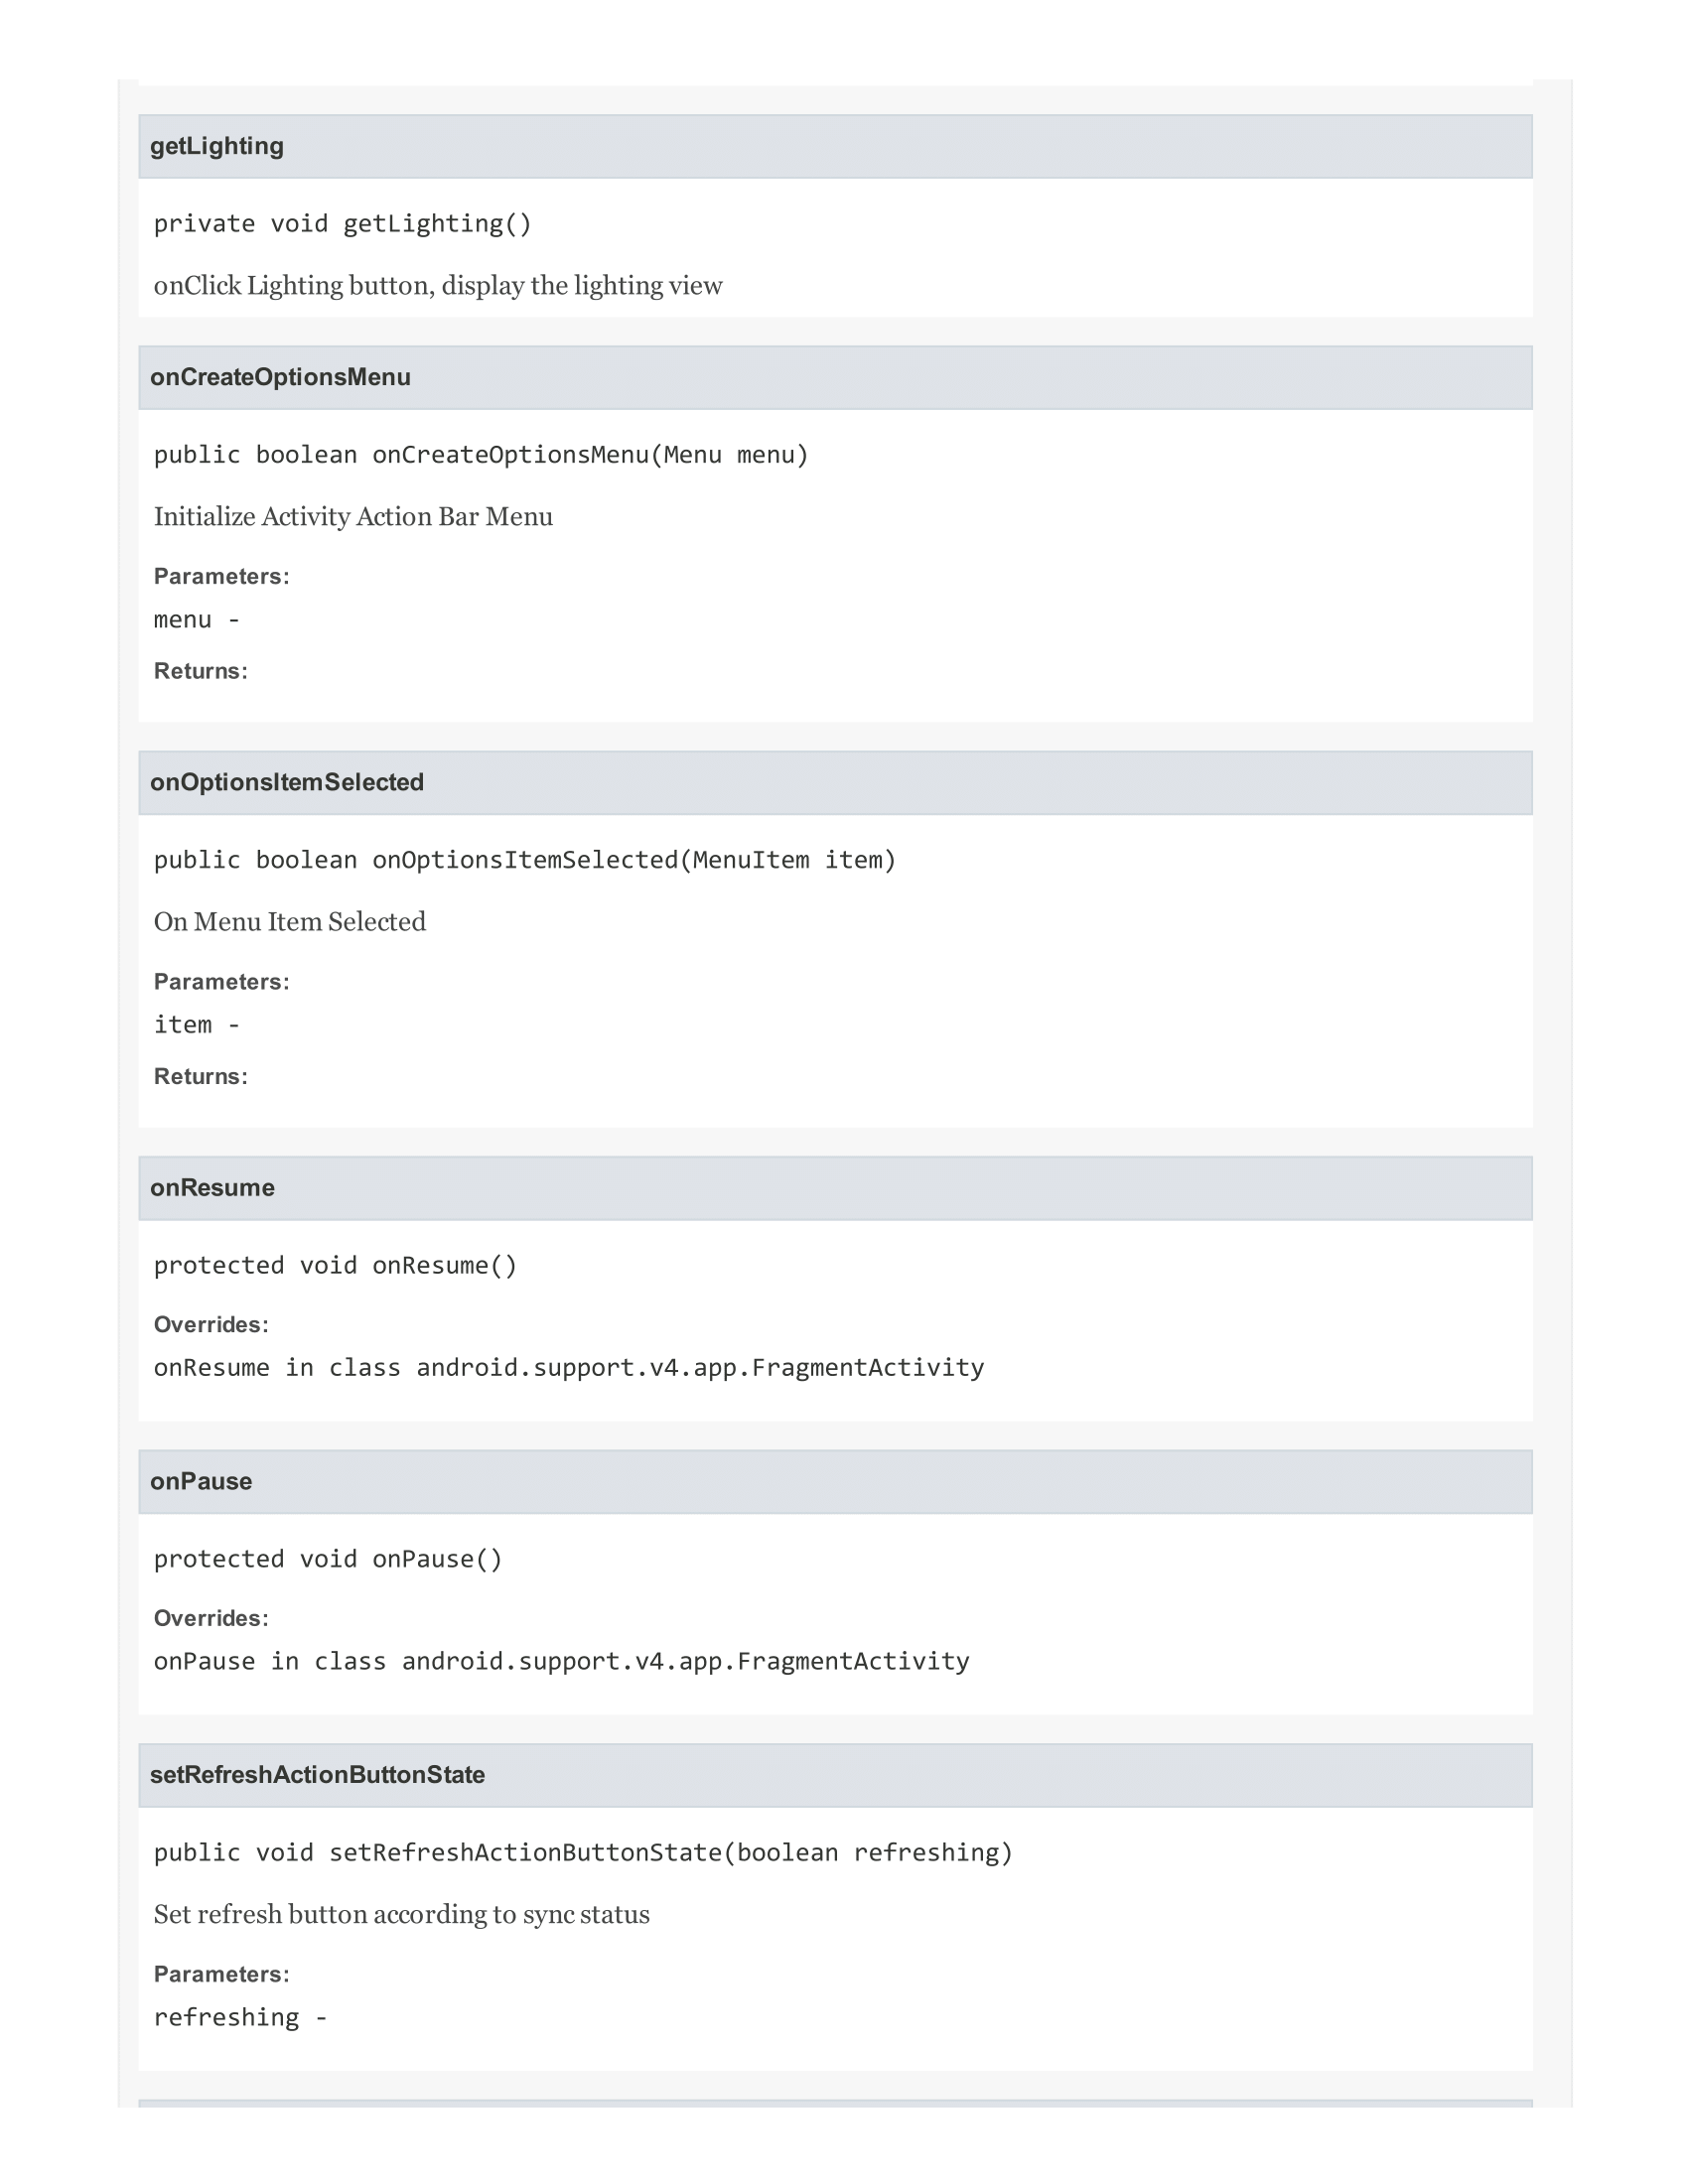 getLighting
private void getLighting()
onClick Lighting button, display the lighting view
onCreateOptionsMenu
public boolean onCreateOptionsMenu(Menu menu)
Initialize Activity Action Bar Menu
Parameters:
menu -
Returns:
onOptionsItemSelected
public boolean onOptionsItemSelected(MenuItem item)
On Menu Item Selected
Parameters:
item -
Returns:
onResume
protected void onResume()
Overrides:
onResume in class android.support.v4.app.FragmentActivity
onPause
protected void onPause()
Overrides:
onPause in class android.support.v4.app.FragmentActivity
setRefreshActionButtonState
public void setRefreshActionButtonState(boolean refreshing)
Set refresh button according to sync status
Parameters:
refreshing -